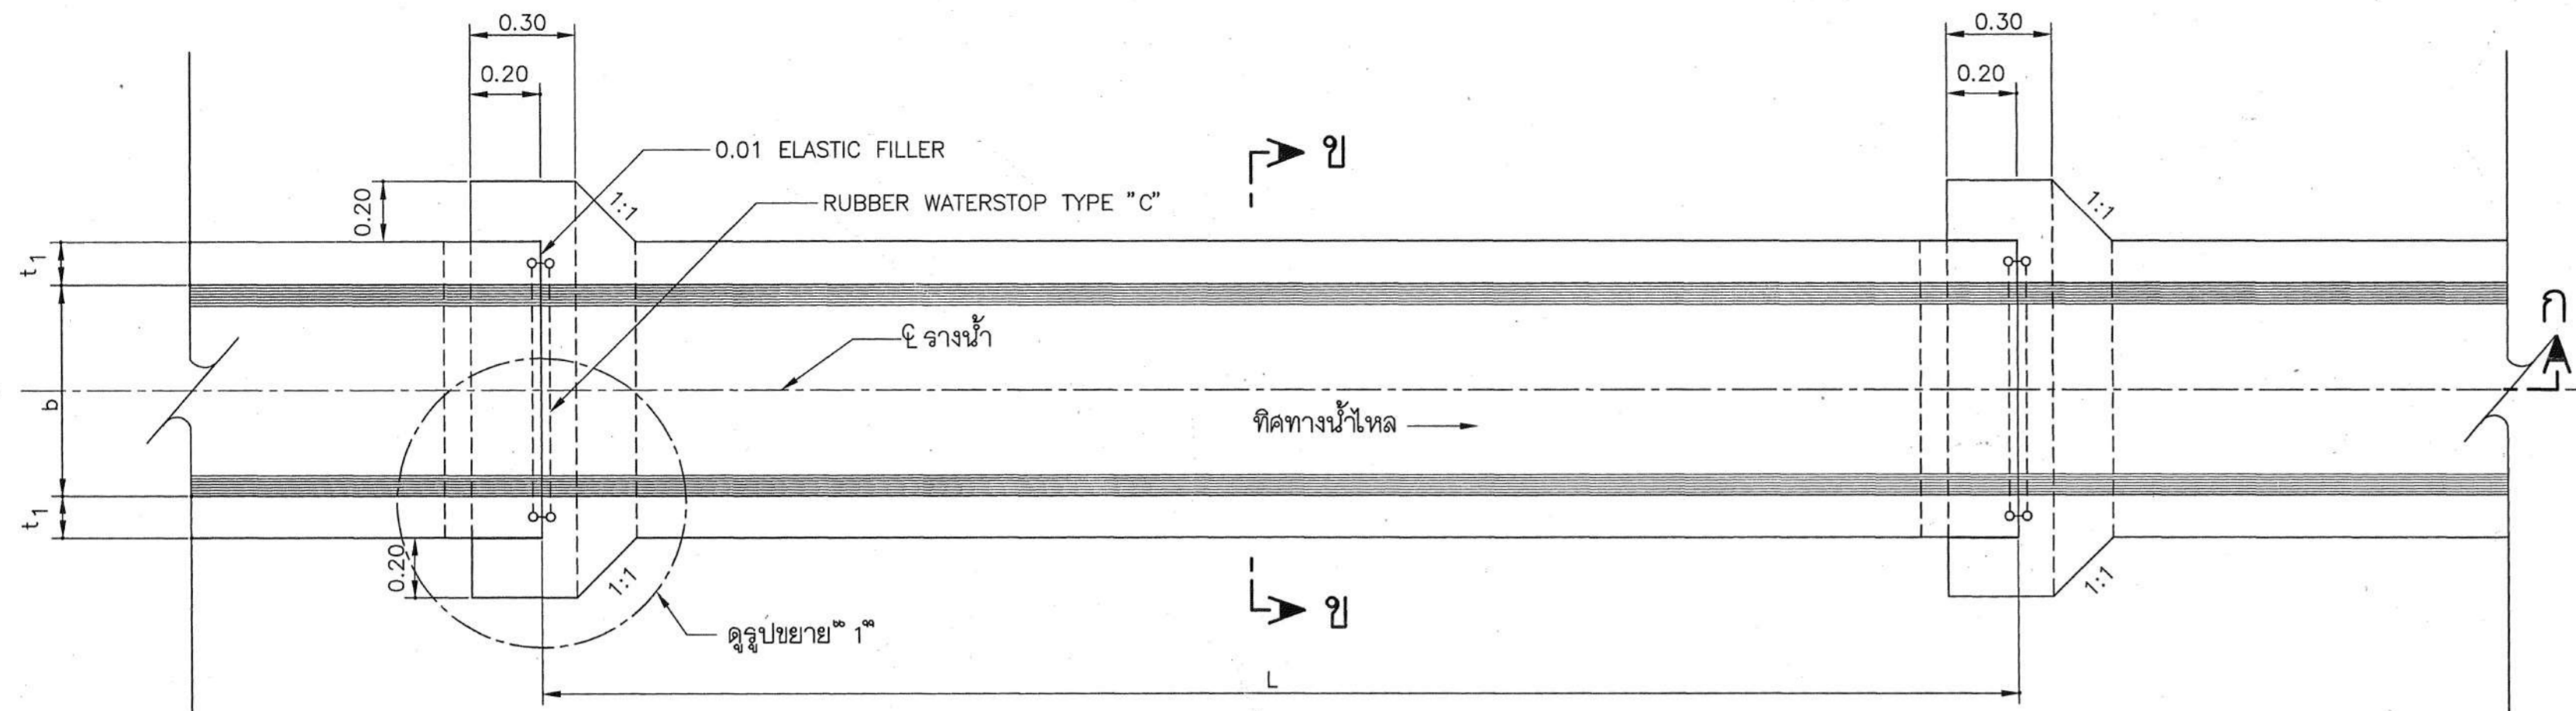 0.30
0.30
0.20
0.20
0.01 ELASTIC FILLER
ข
0.20
1:1
RUBBER WATERSTOP TYPE "C"
1:1
t1
℄ รางน้ำ
ก
b
ทิศทางน้ำไหล
t1
0.20
1:1
1:1
ข
ดูรูปขยาย" 1"
L